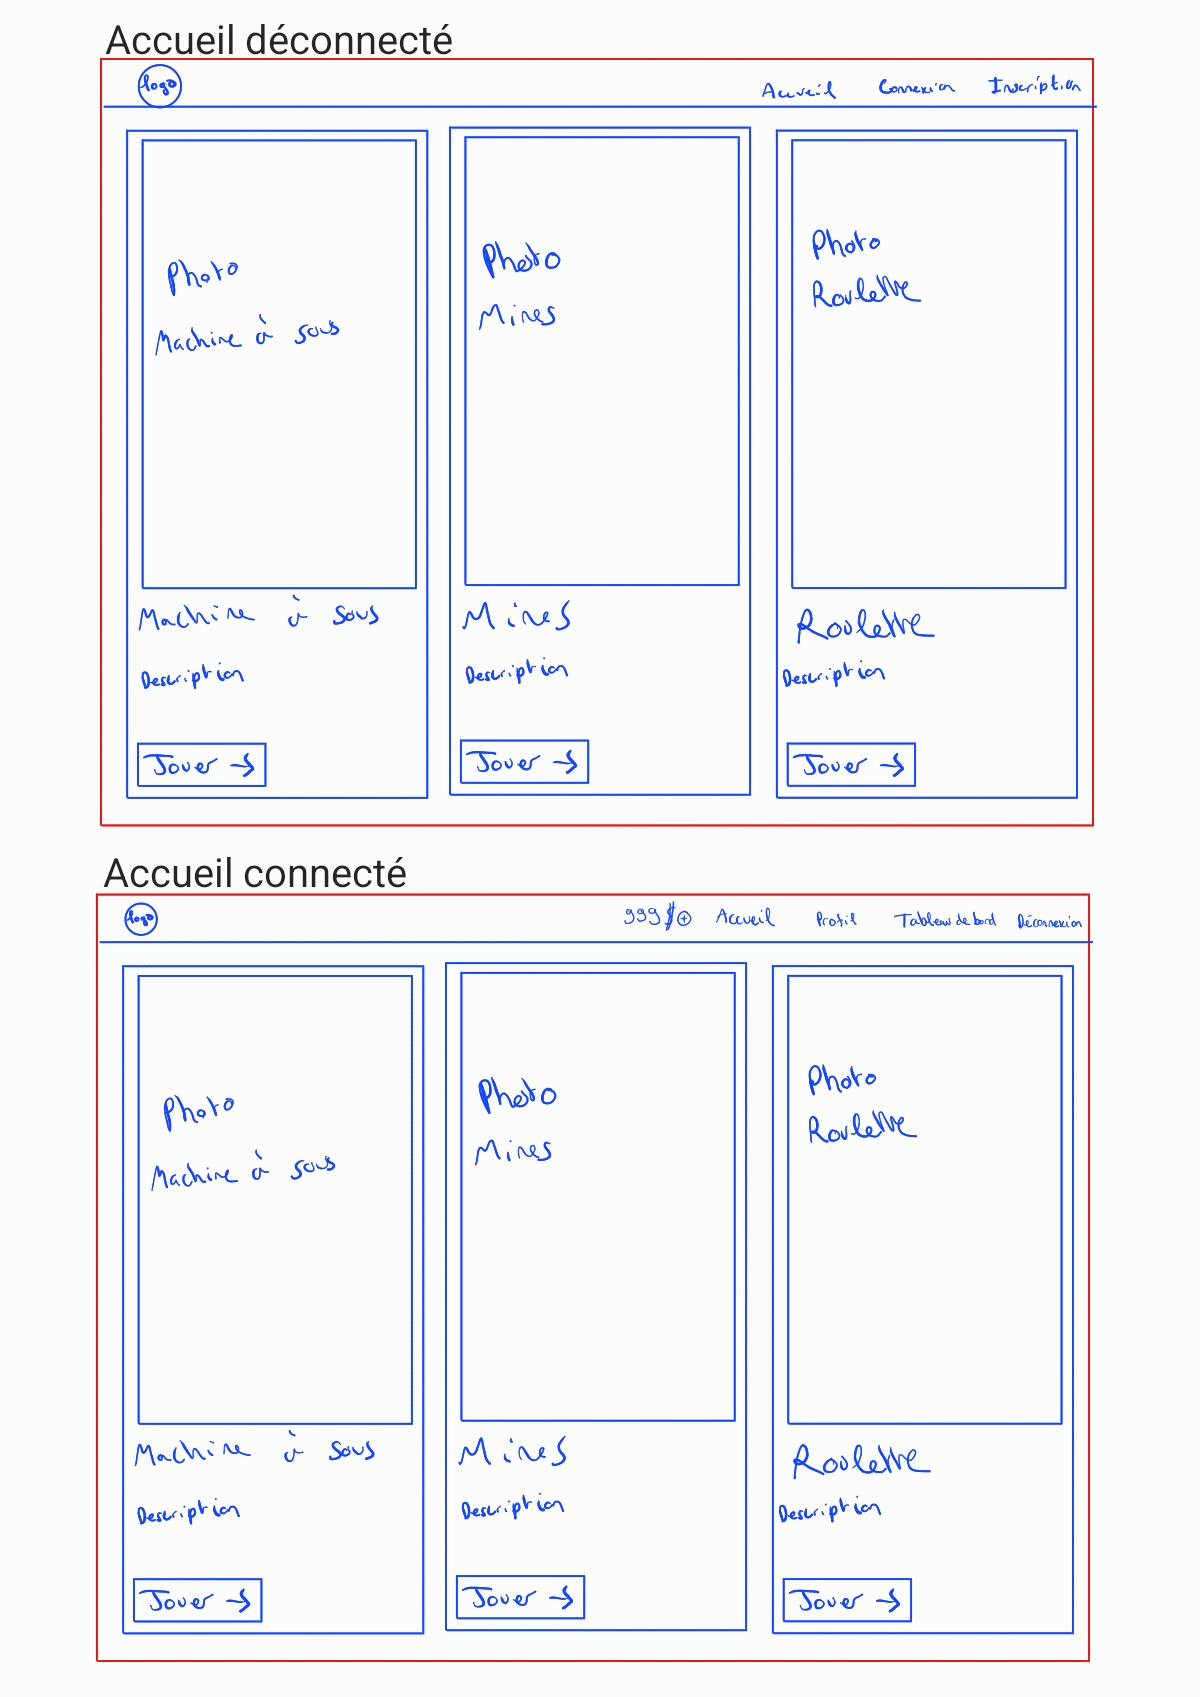 Accueil déconnecté
logo
Accueil Connexion Inscription
Photo
Machine à sous
Photo
Mines
Photo
Roulette
Machine à sous
Description
Jouer →
Mines
Description
Jouer →
Roulette
Description
Jouer →
Accueil connecté
logo
999 $ ⊕ Accueil Profil Tableau de bord Déconnexion
Photo
Machine à sous
Photo
Mines
Photo
Roulette
Machine à sous
Description
Jouer →
Mines
Description
Jouer →
Roulette
Description
Jouer →